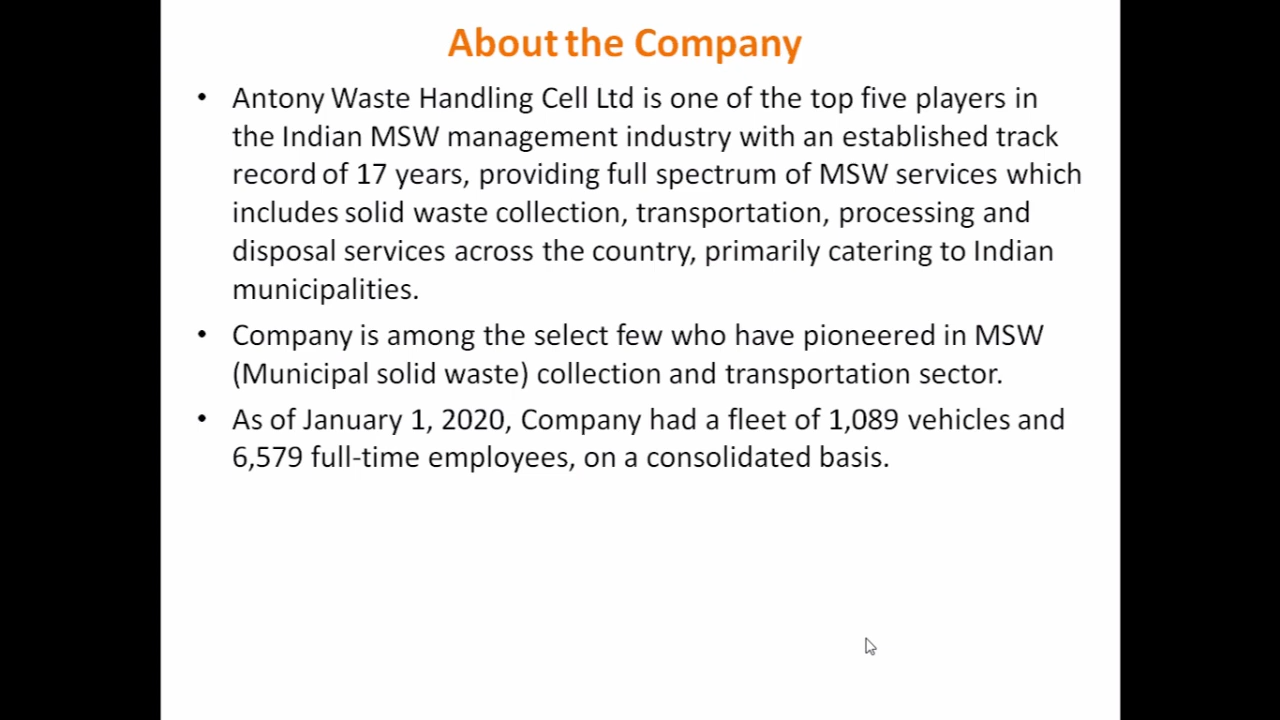 About the Company
• Antony Waste Handling Cell Ltd is one of the top five players in
the Indian MSW management industry with an established track
record of 17 years, providing full spectrum of MSW services which
includes solid waste collection, transportation, processing and
disposal services across the country, primarily catering to Indian
municipalities.
• Company is among the select few who have pioneered in MSW
(Municipal solid waste) collection and transportation sector.
• As of January 1, 2020, Company had a fleet of 1,089 vehicles and
6,579 full-time employees, on a consolidated basis.